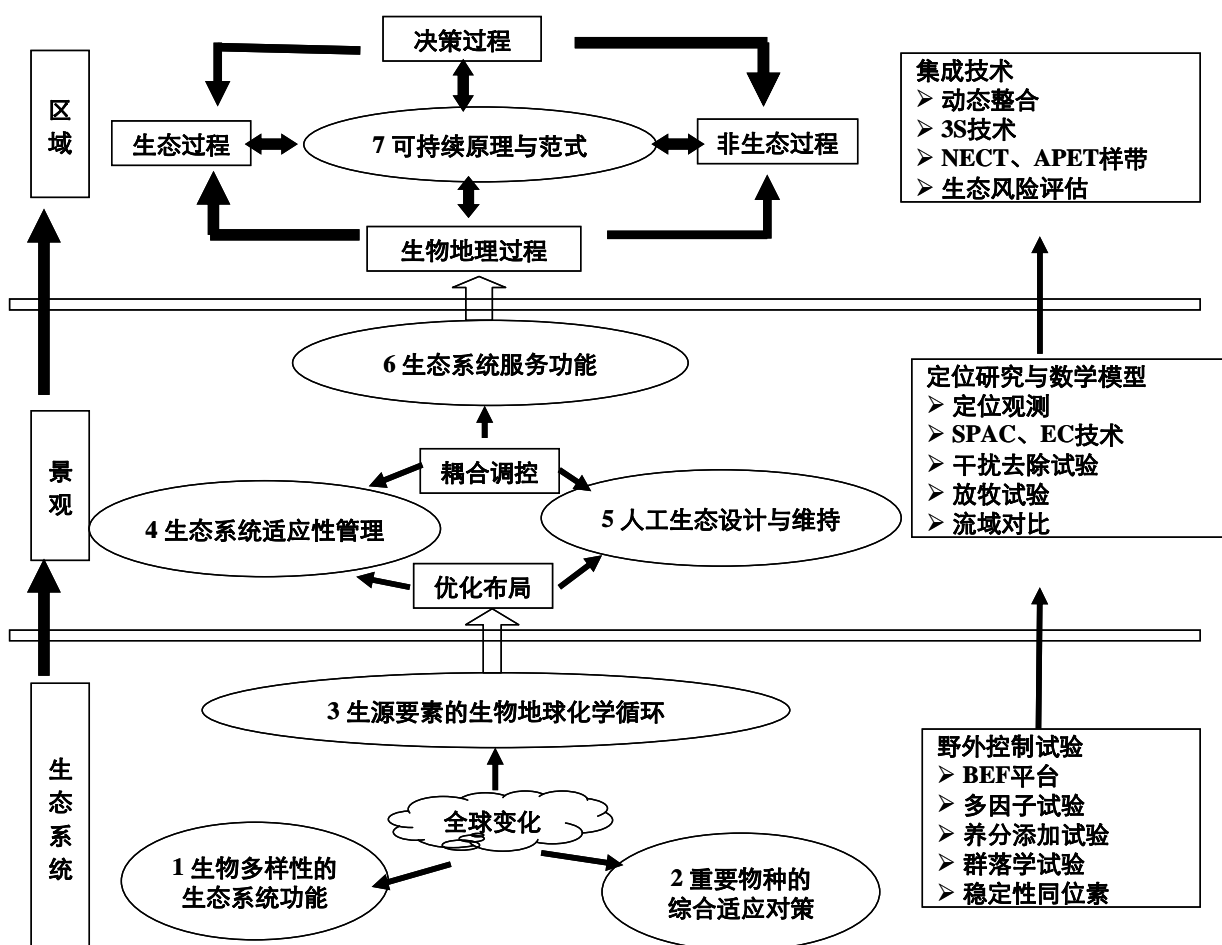 决策过程
区
域
生态过程
7 可持续原理与范式
非生态过程
生物地理过程
集成技术
➢ 动态整合
➢ 3S技术
➢ NECT、APET样带
➢ 生态风险评估
6 生态系统服务功能
景
观
耦合调控
4 生态系统适应性管理
5 人工生态设计与维持
优化布局
定位研究与数学模型
➢ 定位观测
➢ SPAC、EC技术
➢ 干扰去除试验
➢ 放牧试验
➢ 流域对比
生
态
系
统
3 生源要素的生物地球化学循环
全球变化
1 生物多样性的
生态系统功能
2 重要物种的
综合适应对策
野外控制试验
➢ BEF平台
➢ 多因子试验
➢ 养分添加试验
➢ 群落学试验
➢ 稳定性同位素